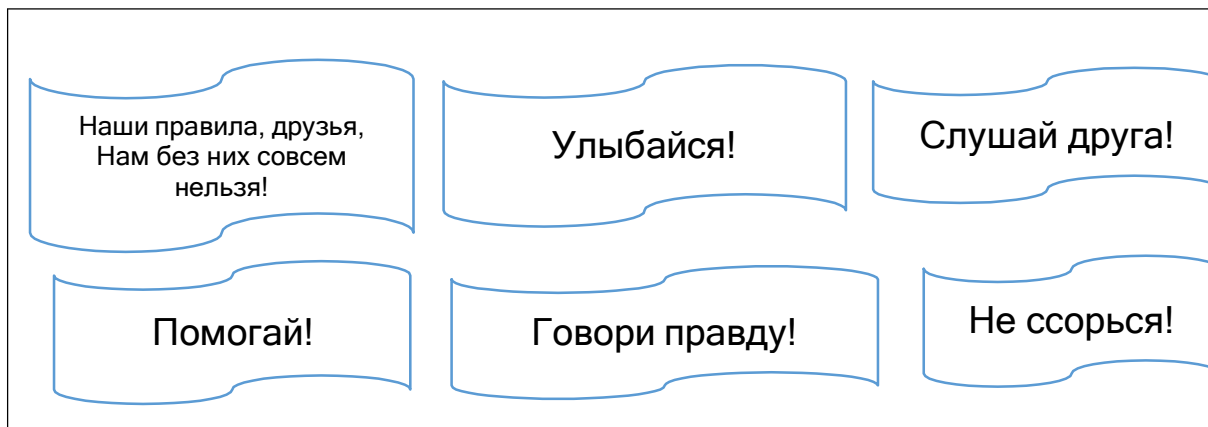 Наши правила, друзья,
Нам без них совсем
нельзя!
Улыбайся!
Слушай друга!
Помогай!
Говори правду!
Не ссорься!